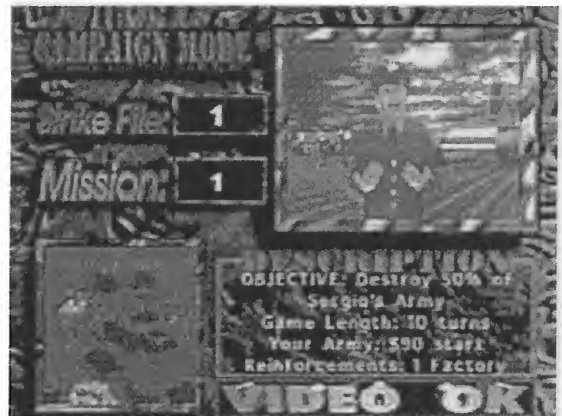 CAMPAIGN MODE
Strike File: 1
Mission: 1
DESCRIPTION
OBJECTIVE: Destroy 50% of
Sergio's Army
Game Length: 10 turns
Your Army: 590 start
Reinforcements: 1 Factory
VIDEO OK